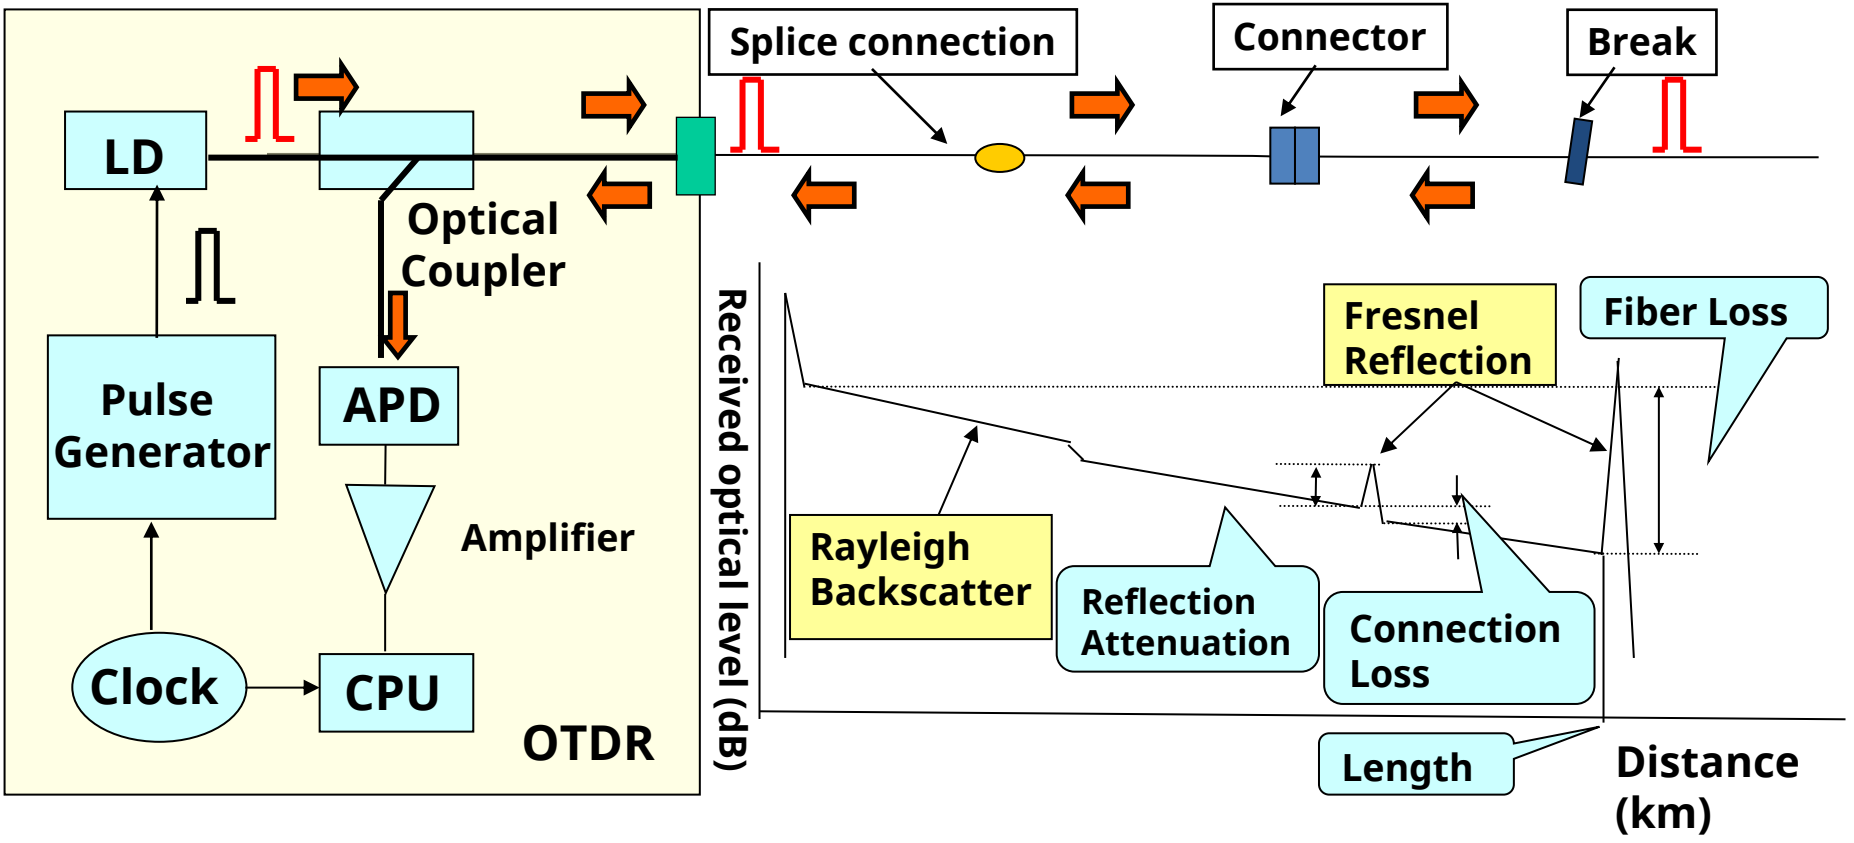 Splice connection
Connector
Break
LD
Optical
Coupler
Pulse
Generator
APD
Amplifier
Clock
CPU
OTDR
Received optical level (dB)
Fresnel
Reflection
Fiber Loss
Rayleigh
Backscatter
Reflection
Attenuation
Connection
Loss
Length
Distance
(km)